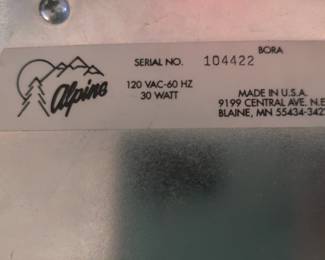 BORA
SERIAL NO. 104422
Alpine
120 VAC-60 HZ
30 WATT
MADE IN U.S.A.
9199 CENTRAL AVE. N.E
BLAINE, MN 55434-342